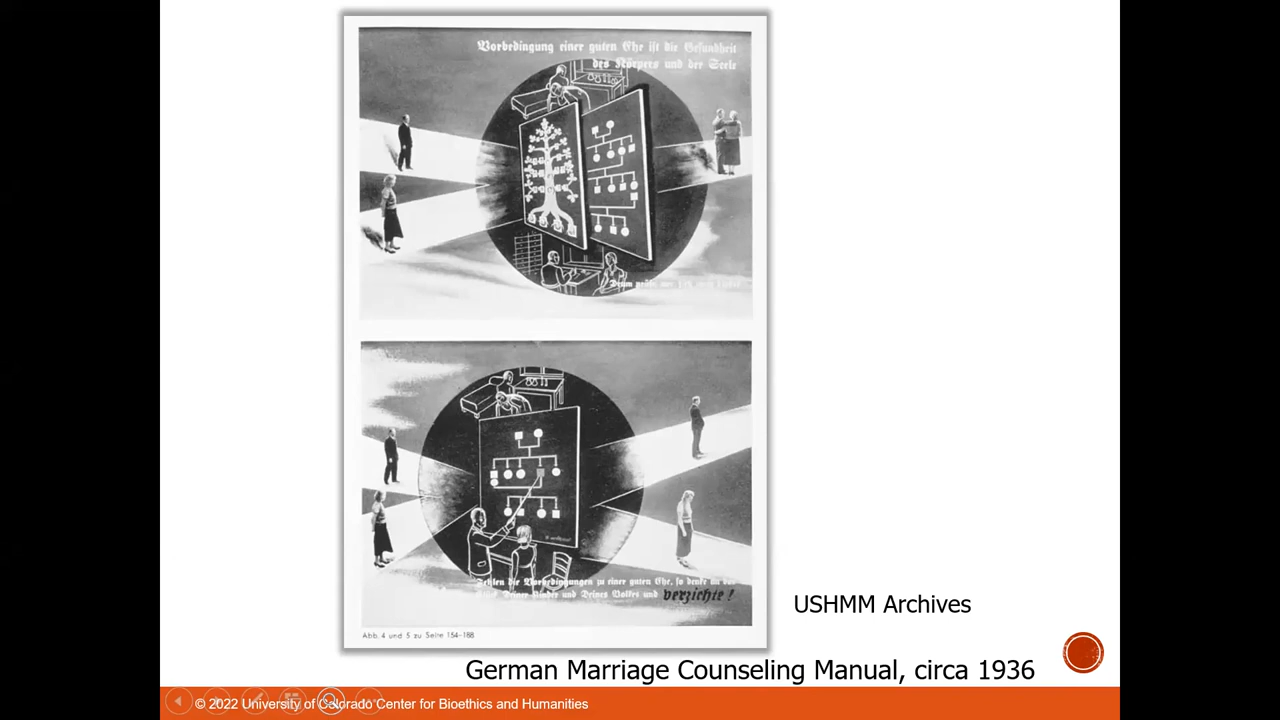 Vorbedingung einer guten Ehe ist die Gesundheit
des Körpers und der Seele
Fehlen die Vorbedingungen zu einer guten Ehe, so denke an das
Glück Deiner Kinder und Deines Volkes und verzichte!
Abb. 4 und 5 zu Seite 154-188
USHMM Archives
German Marriage Counseling Manual, circa 1936
© 2022 University of Colorado Center for Bioethics and Humanities